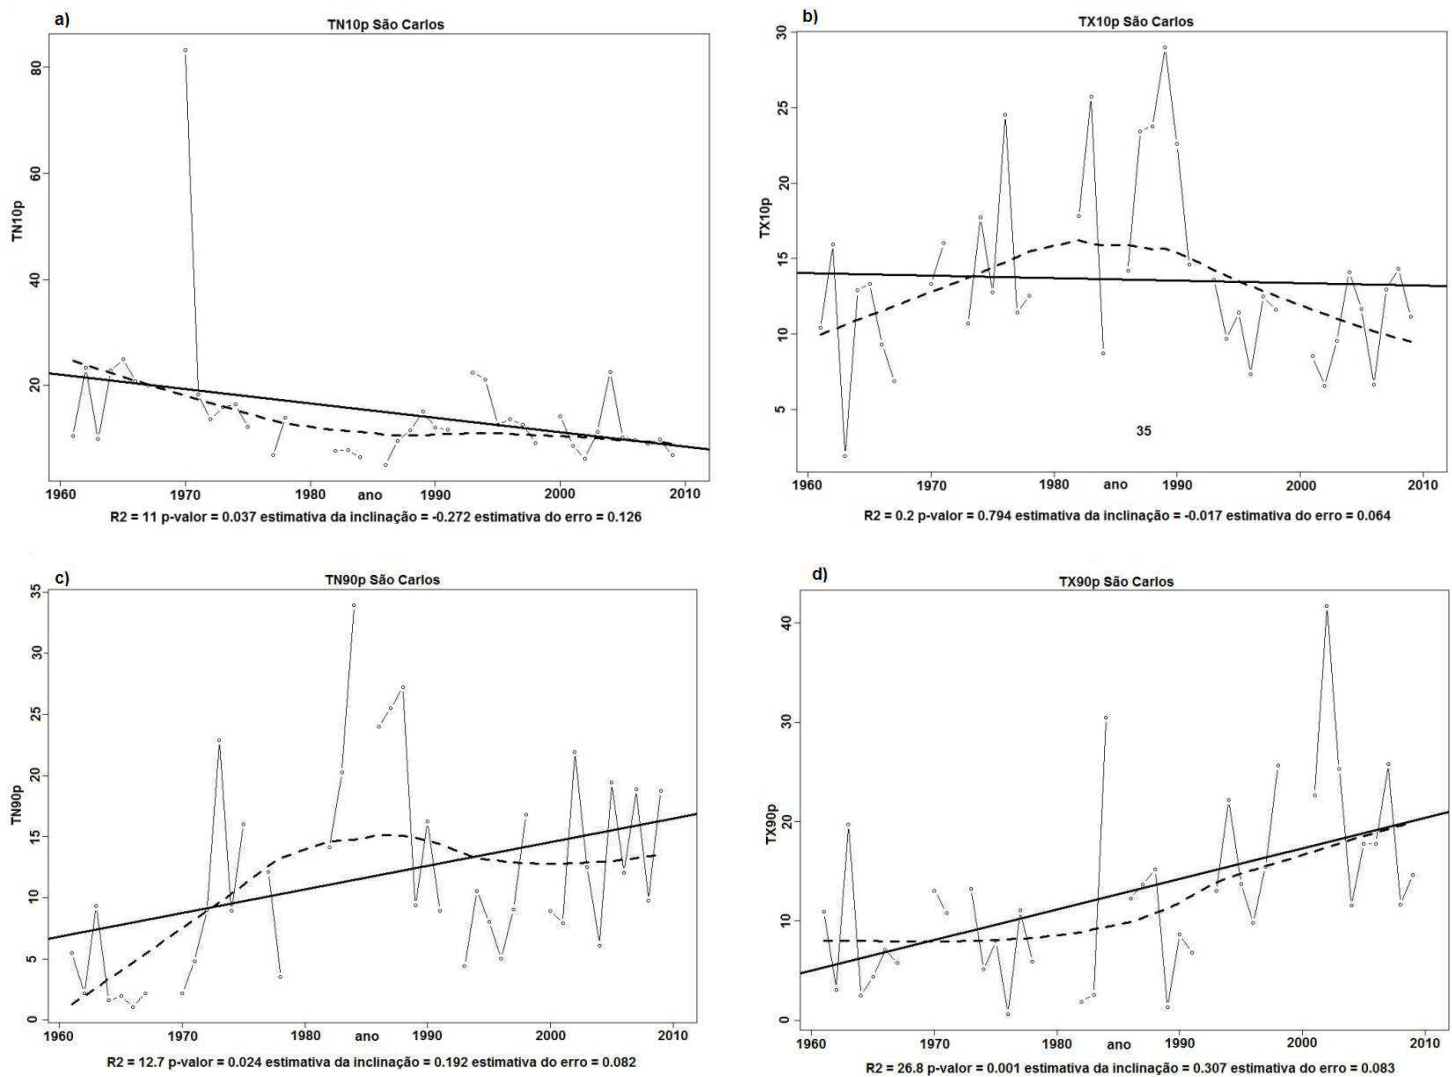 a)
TN10p São Carlos
TN10p
80
60
40
20
1960 1970 1980 ano 1990 2000 2010
R2 = 11 p-valor = 0.037 estimativa da inclinação = -0.272 estimativa do erro = 0.126
b)
TX10p São Carlos
TX10p
30
25
20
15
10
5
35
1960 1970 1980 ano 1990 2000 2010
R2 = 0.2 p-valor = 0.794 estimativa da inclinação = -0.017 estimativa do erro = 0.064
c)
TN90p São Carlos
TN90p
35
30
25
20
15
10
5
0
1960 1970 1980 ano 1990 2000 2010
R2 = 12.7 p-valor = 0.024 estimativa da inclinação = 0.192 estimativa do erro = 0.082
d)
TX90p São Carlos
TX90p
40
30
20
10
0
1960 1970 1980 ano 1990 2000 2010
R2 = 26.8 p-valor = 0.001 estimativa da inclinação = 0.307 estimativa do erro = 0.083